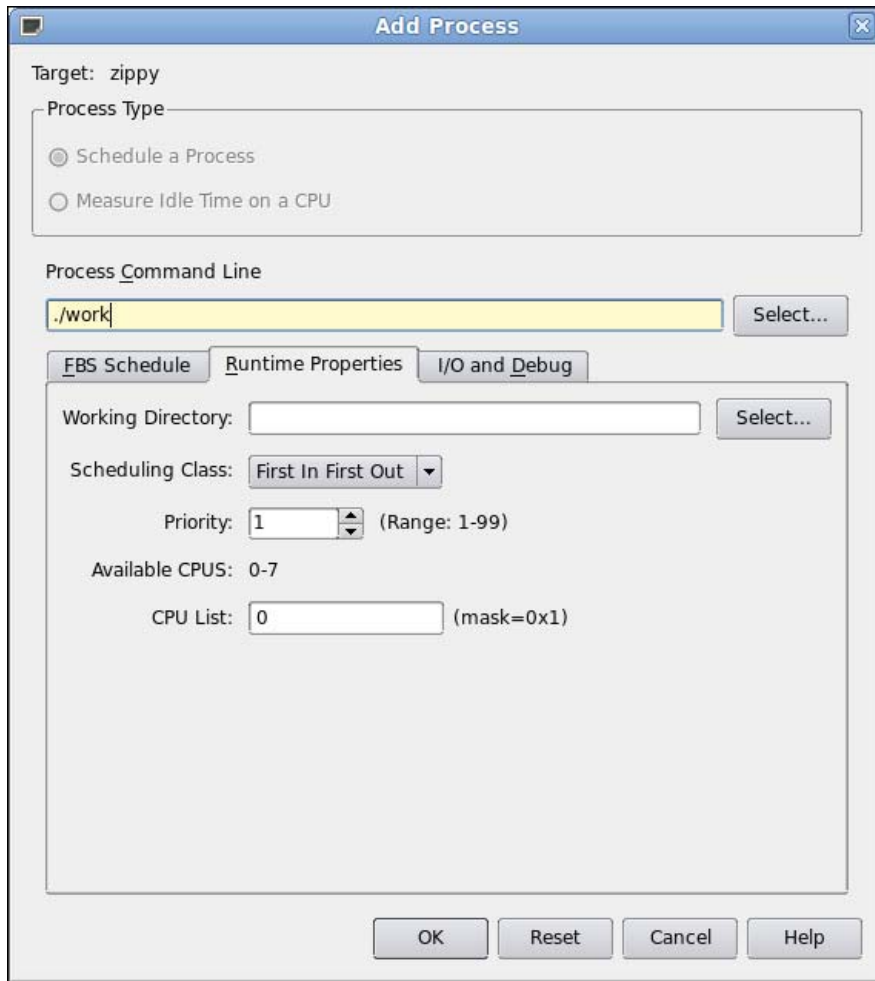 Add Process
Target: zippy
Process Type
Schedule a Process
Measure Idle Time on a CPU
Process Command Line
./work
Select...
FBS Schedule Runtime Properties I/O and Debug
Working Directory: Select...
Scheduling Class: First In First Out
Priority: 1 (Range: 1-99)
Available CPUS: 0-7
CPU List: 0 (mask=0x1)
OK Reset Cancel Help